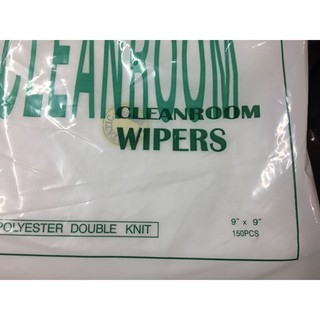 CLEANROOM
CLEANROOM
WIPERS
POLYESTER DOUBLE KNIT
9" x 9"
150PCS